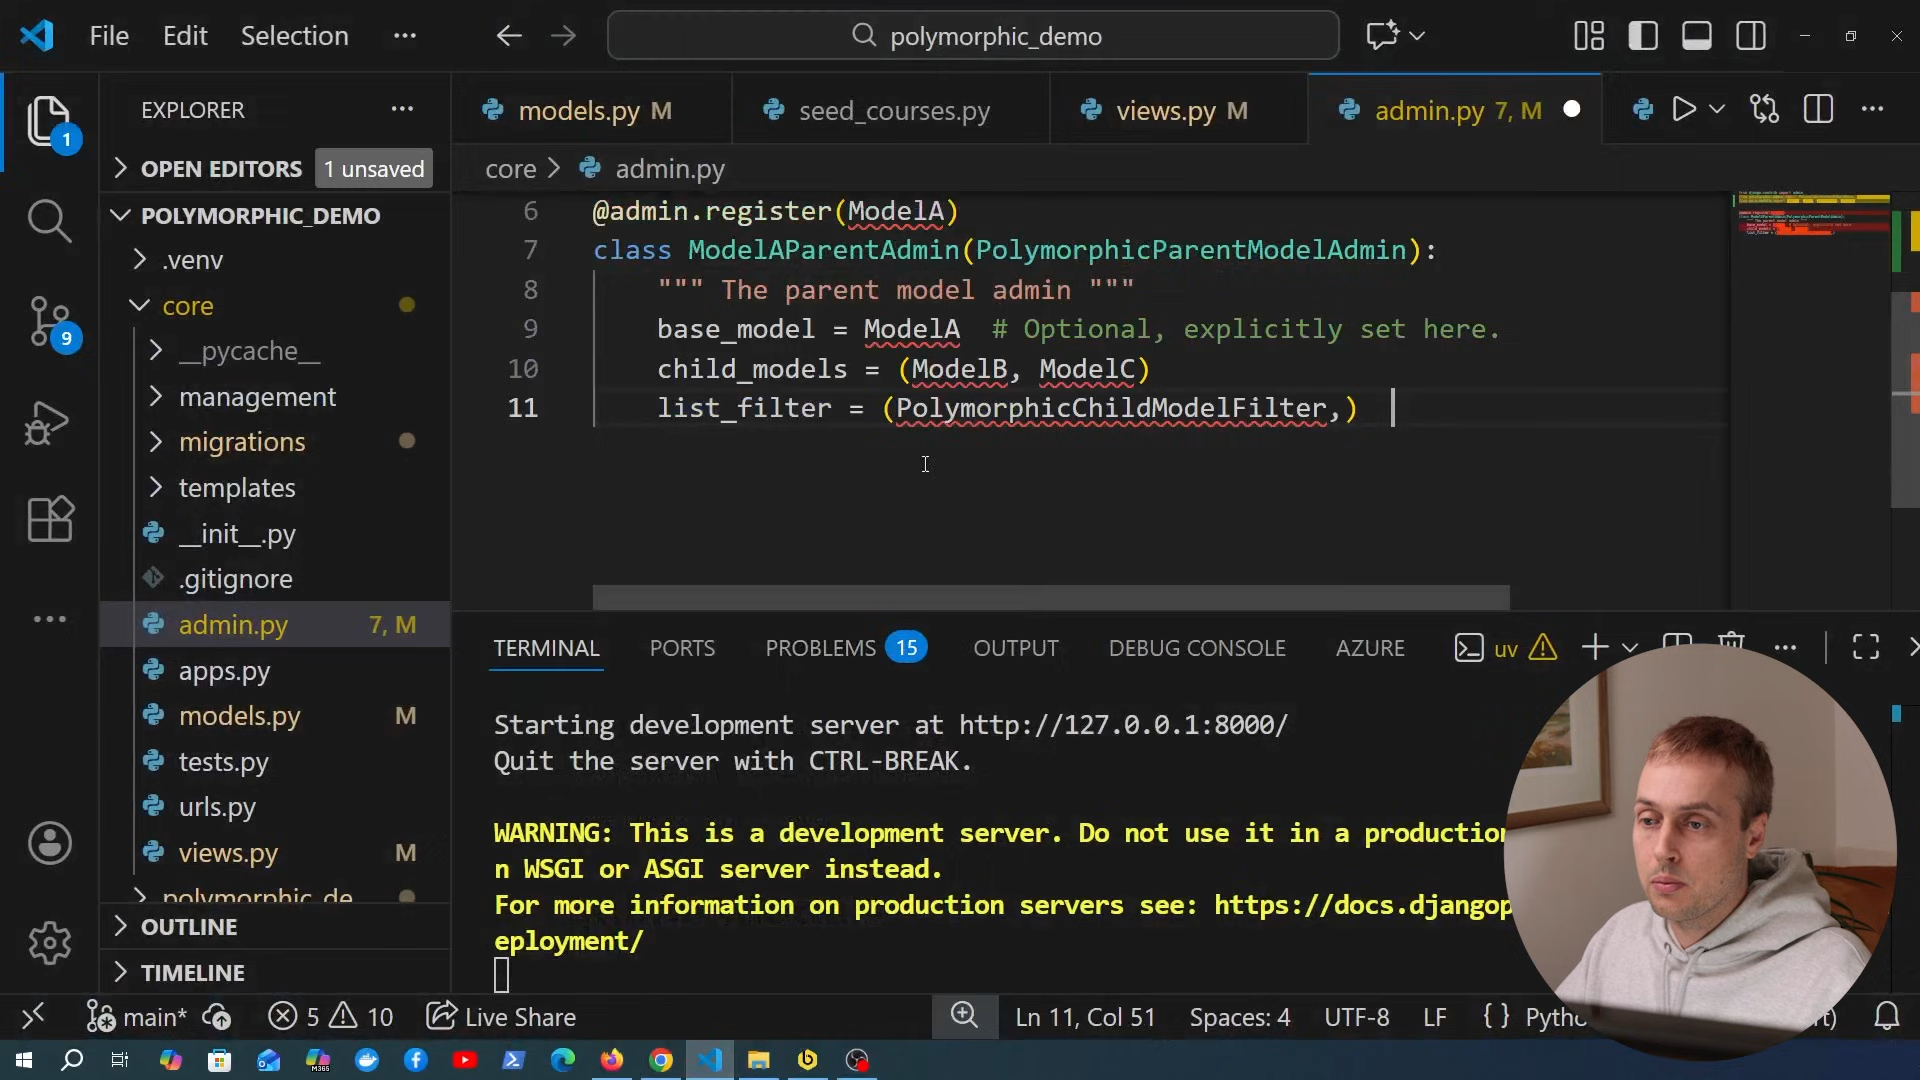 File Edit Selection ...
polymorphic_demo
EXPLORER ...
models.py M
seed_courses.py
views.py M
admin.py 7, M
OPEN EDITORS 1 unsaved
core > admin.py
POLYMORPHIC_DEMO
.venv
core
__pycache__
management
migrations
templates
__init__.py
.gitignore
admin.py 7, M
apps.py
models.py M
tests.py
urls.py
views.py M
polymorphic_de
OUTLINE
TIMELINE
6 @admin.register(ModelA)
7 class ModelAParentAdmin(PolymorphicParentModelAdmin):
8 """ The parent model admin """
9 base_model = ModelA # Optional, explicitly set here.
10 child_models = (ModelB, ModelC)
11 list_filter = (PolymorphicChildModelFilter,)
TERMINAL PORTS PROBLEMS 15 OUTPUT DEBUG CONSOLE AZURE uv
Starting development server at http://127.0.0.1:8000/
Quit the server with CTRL-BREAK.
WARNING: This is a development server. Do not use it in a production
n WSGI or ASGI server instead.
For more information on production servers see: https://docs.djangop
eployment/
1
9
main* 5 10 Live Share Ln 11, Col 51 Spaces: 4 UTF-8 LF {} Pytho